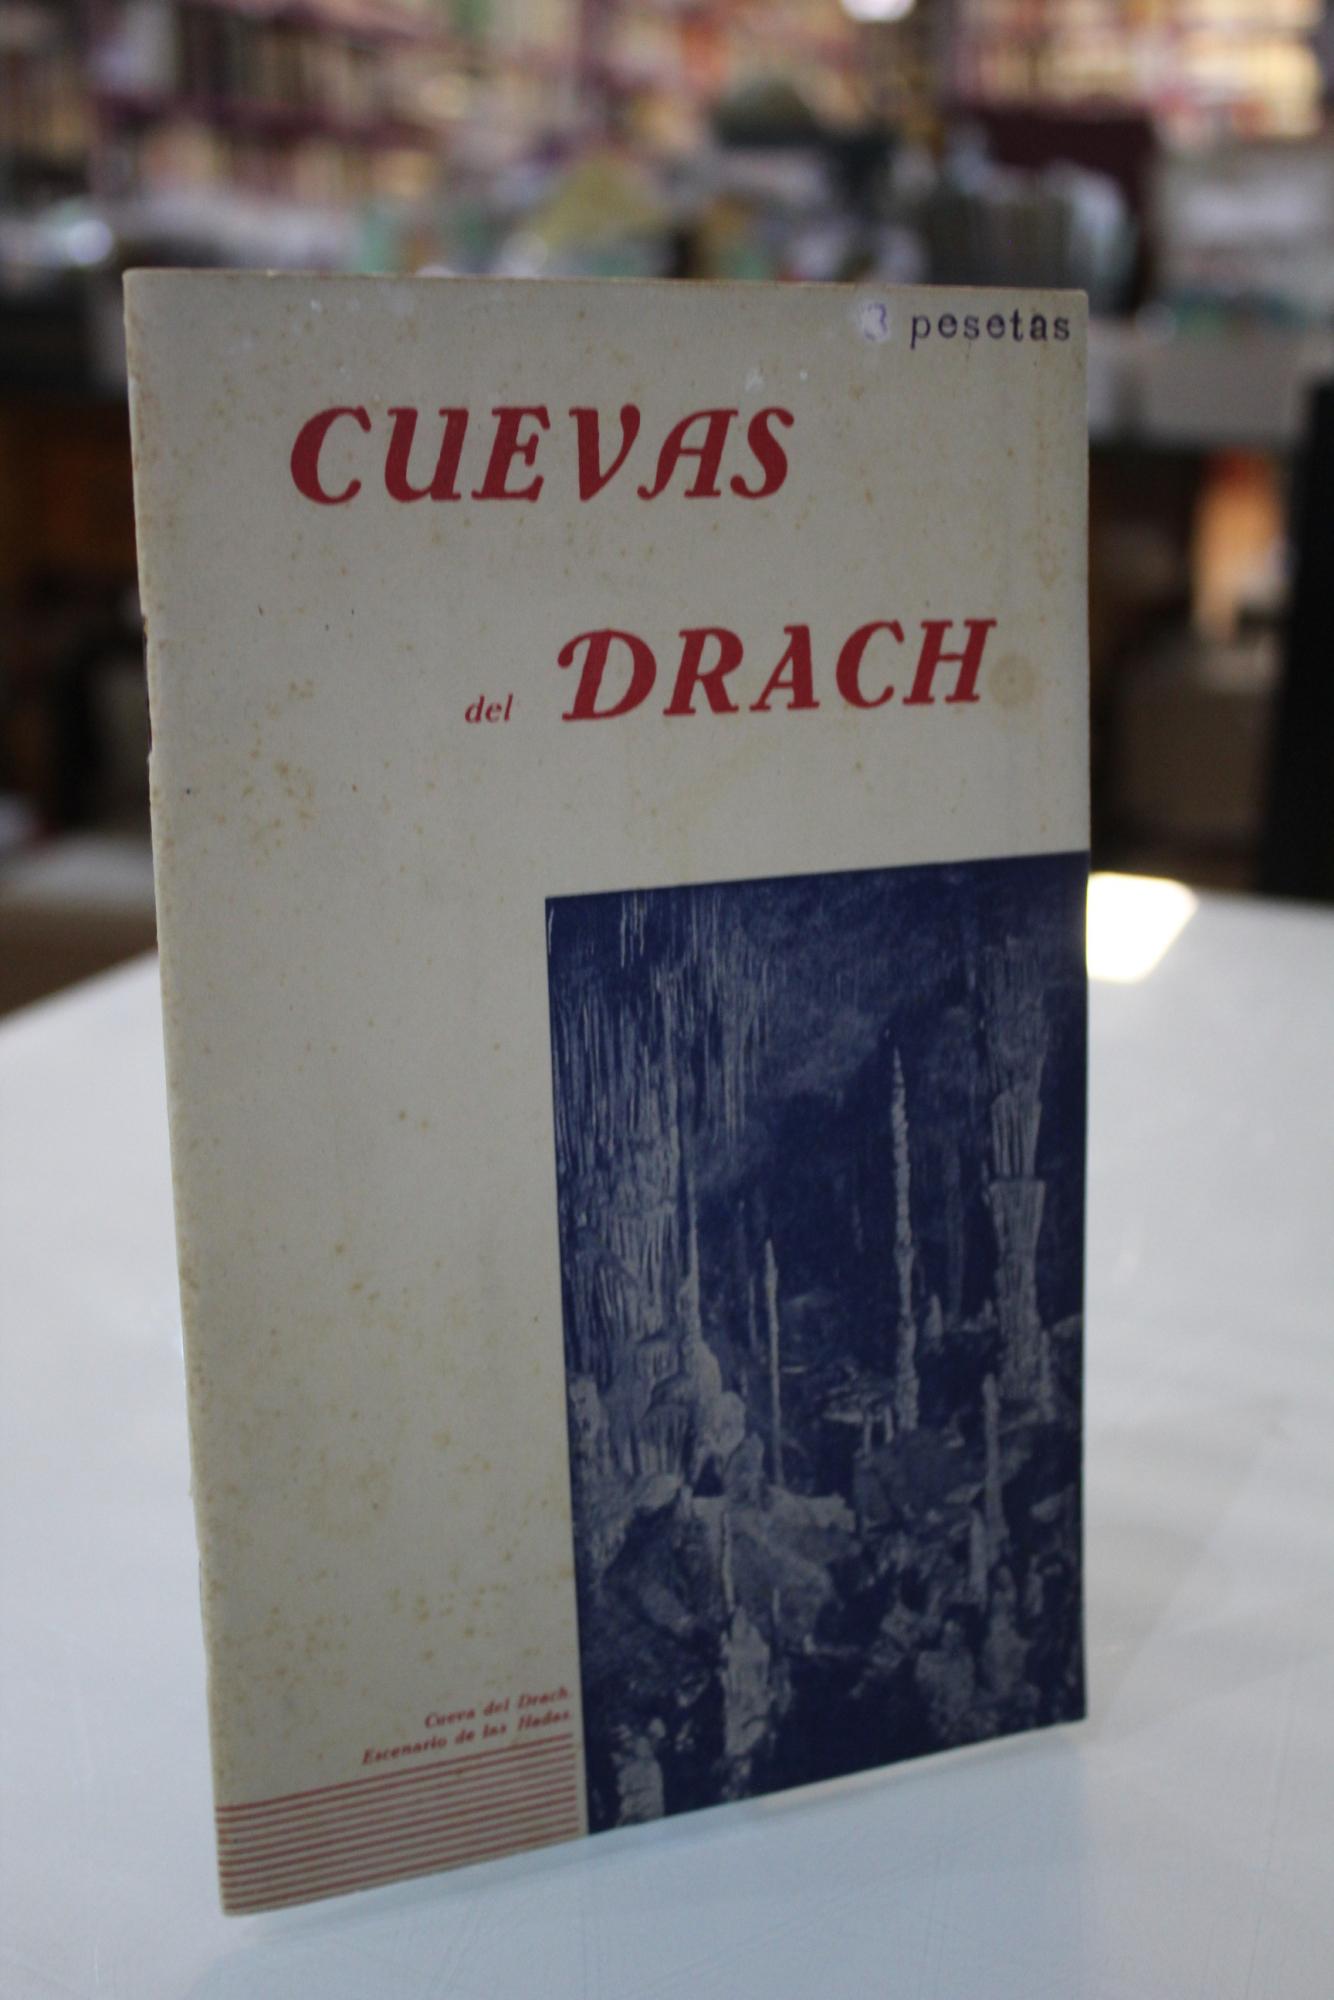 3 pesetas
CUEVAS
del DRACH
Cueva del Drach.
Escenario de las Hadas.